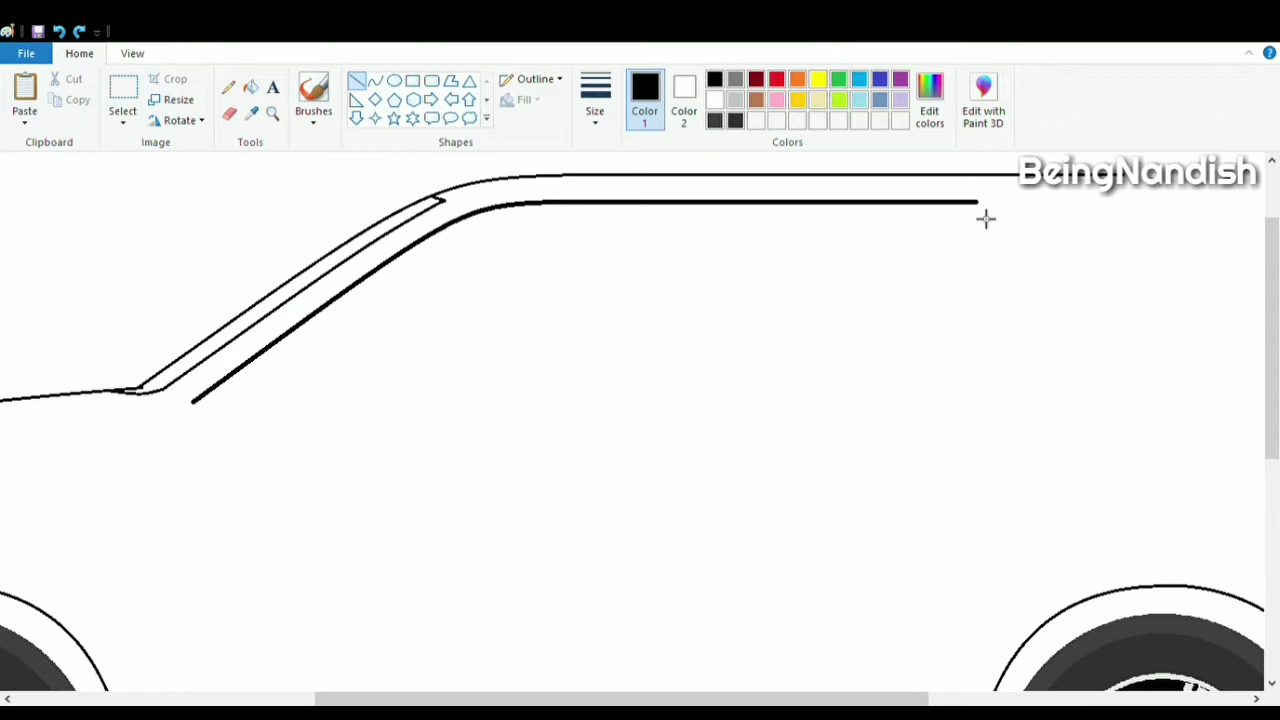 File Home View
Paste
Cut
Copy
Clipboard
Select
Crop
Resize
Rotate
Image
A
Tools
Brushes
Outline
Fill
Shapes
Size
Color 1
Color 2
Edit colors
Colors
Edit with Paint 3D
BeingNandish